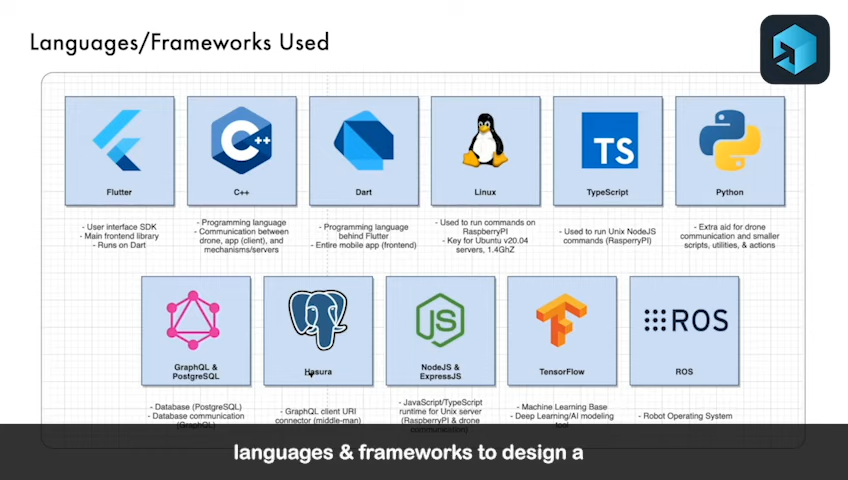 Languages/Frameworks Used
C++
TS
Flutter
C++
Dart
Linux
TypeScript
Python
- User interface SDK
- Main frontend library
- Runs on Dart
- Programming language
- Communication between
drone, app (client), and
mechanisms/servers
- Programming language
behind Flutter
- Entire mobile app (frontend)
- Used to run commands on
RaspberryPI
- Key for Ubuntu v20.04
servers, 1.4GhZ
- Used to run Unix NodeJS
commands (RasperryPI)
- Extra aid for drone
communication and smaller
scripts, utilities, & actions
JS
ROS
GraphQL &
PostgreSQL
Hasura
NodeJS &
ExpressJS
TensorFlow
ROS
- Database (PostgreSQL)
- Database communication
(GraphQL)
- GraphQL client URI
connector (middle-man)
- JavaScript/TypeScript
runtime for Unix server
(RaspberryPI & drone
communication)
- Machine Learning Base
- Deep Learning/AI modeling
tool
- Robot Operating System
languages & frameworks to design a